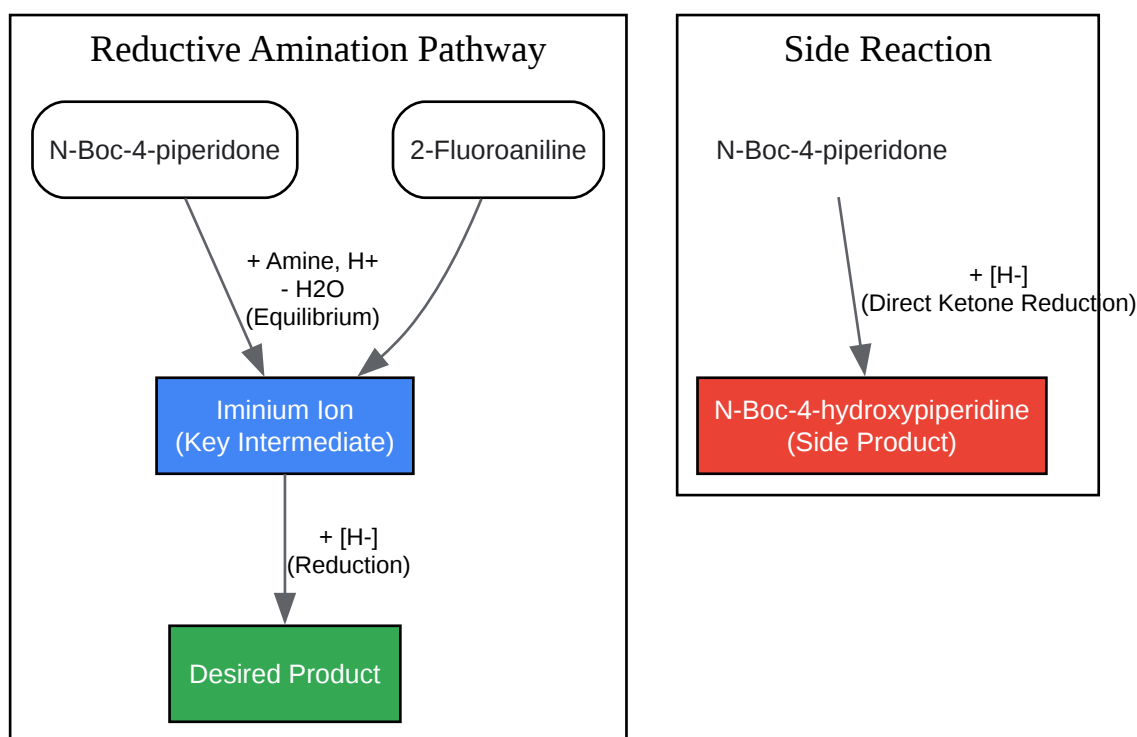 Reductive Amination Pathway
N-Boc-4-piperidone
2-Fluoroaniline
+ Amine, H+
- H2O
(Equilibrium)
Iminium Ion
(Key Intermediate)
+ [H-]
(Reduction)
Desired Product
Side Reaction
N-Boc-4-piperidone
+ [H-]
(Direct Ketone Reduction)
N-Boc-4-hydroxypiperidine
(Side Product)